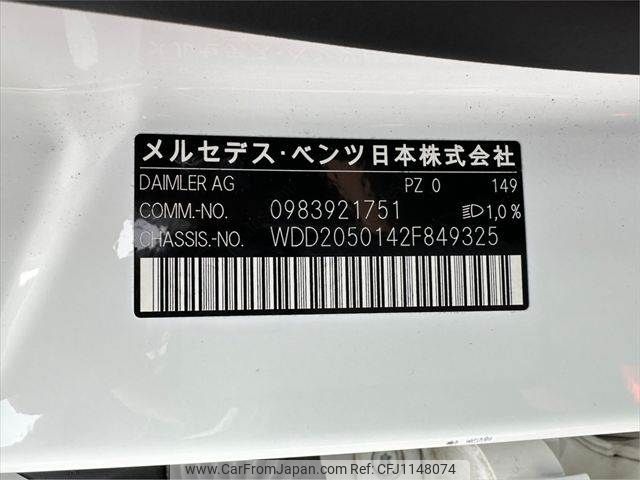 メルセデス・ベンツ日本株式会社
DAIMLER AG PZ 0 149
COMM.-NO. 0983921751 1,0%
CHASSIS.-NO. WDD2050142F849325
www.CarFromJapan.com Ref No: CFJ1148074